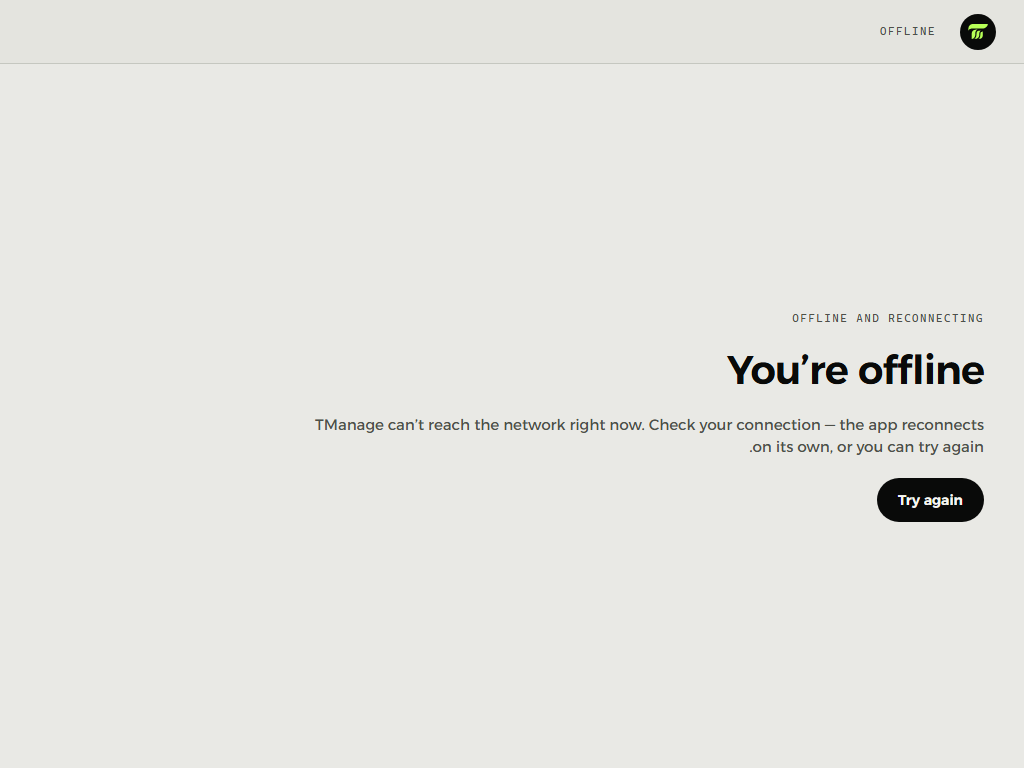 OFFLINE
OFFLINE AND RECONNECTING
You’re offline
TManage can’t reach the network right now. Check your connection — the app reconnects
.on its own, or you can try again
Try again